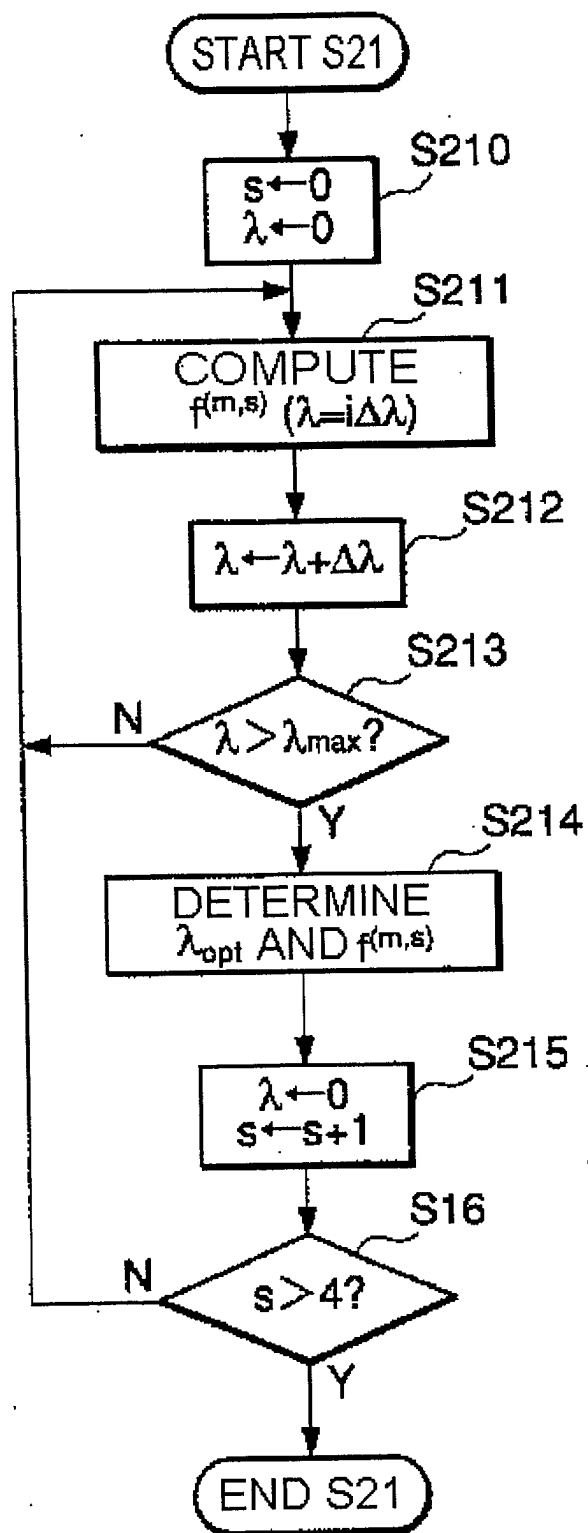 START S21
S210
s←0
λ←0
S211
COMPUTE
f(m,s) (λ=iΔλ)
S212
λ←λ+Δλ
S213
N
λ>λmax?
Y
S214
DETERMINE
λopt AND f(m,s)
S215
λ←0
s←s+1
S16
N
s>4?
Y
END S21